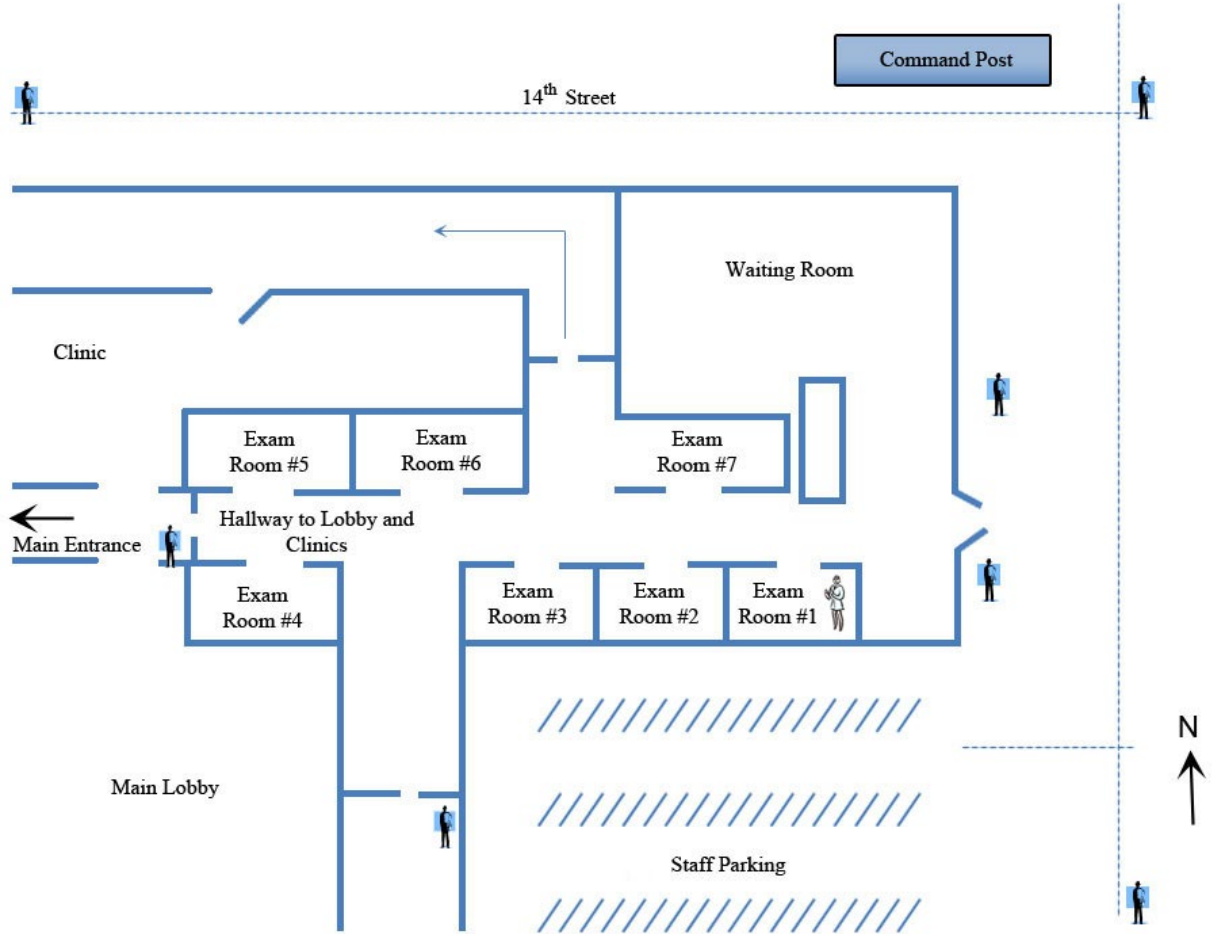 Command Post
14th Street
Waiting Room
Clinic
Exam
Room #5
Exam
Room #6
Exam
Room #7
Hallway to Lobby and
Clinics
Main Entrance
Exam
Room #4
Exam
Room #3
Exam
Room #2
Exam
Room #1
N
Main Lobby
Staff Parking